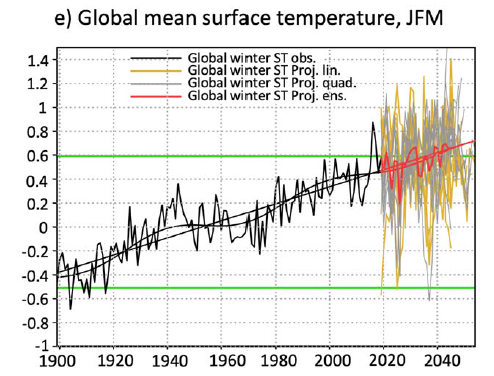 e) Global mean surface temperature, JFM
Global winter ST obs.
Global winter ST Proj. lin.
Global winter ST Proj. quad.
Global winter ST Proj. ens.
1.4
1.2
1
0.8
0.6
0.4
0.2
0
-0.2
-0.4
-0.6
-0.8
-1
1900 1920 1940 1960 1980 2000 2020 2040